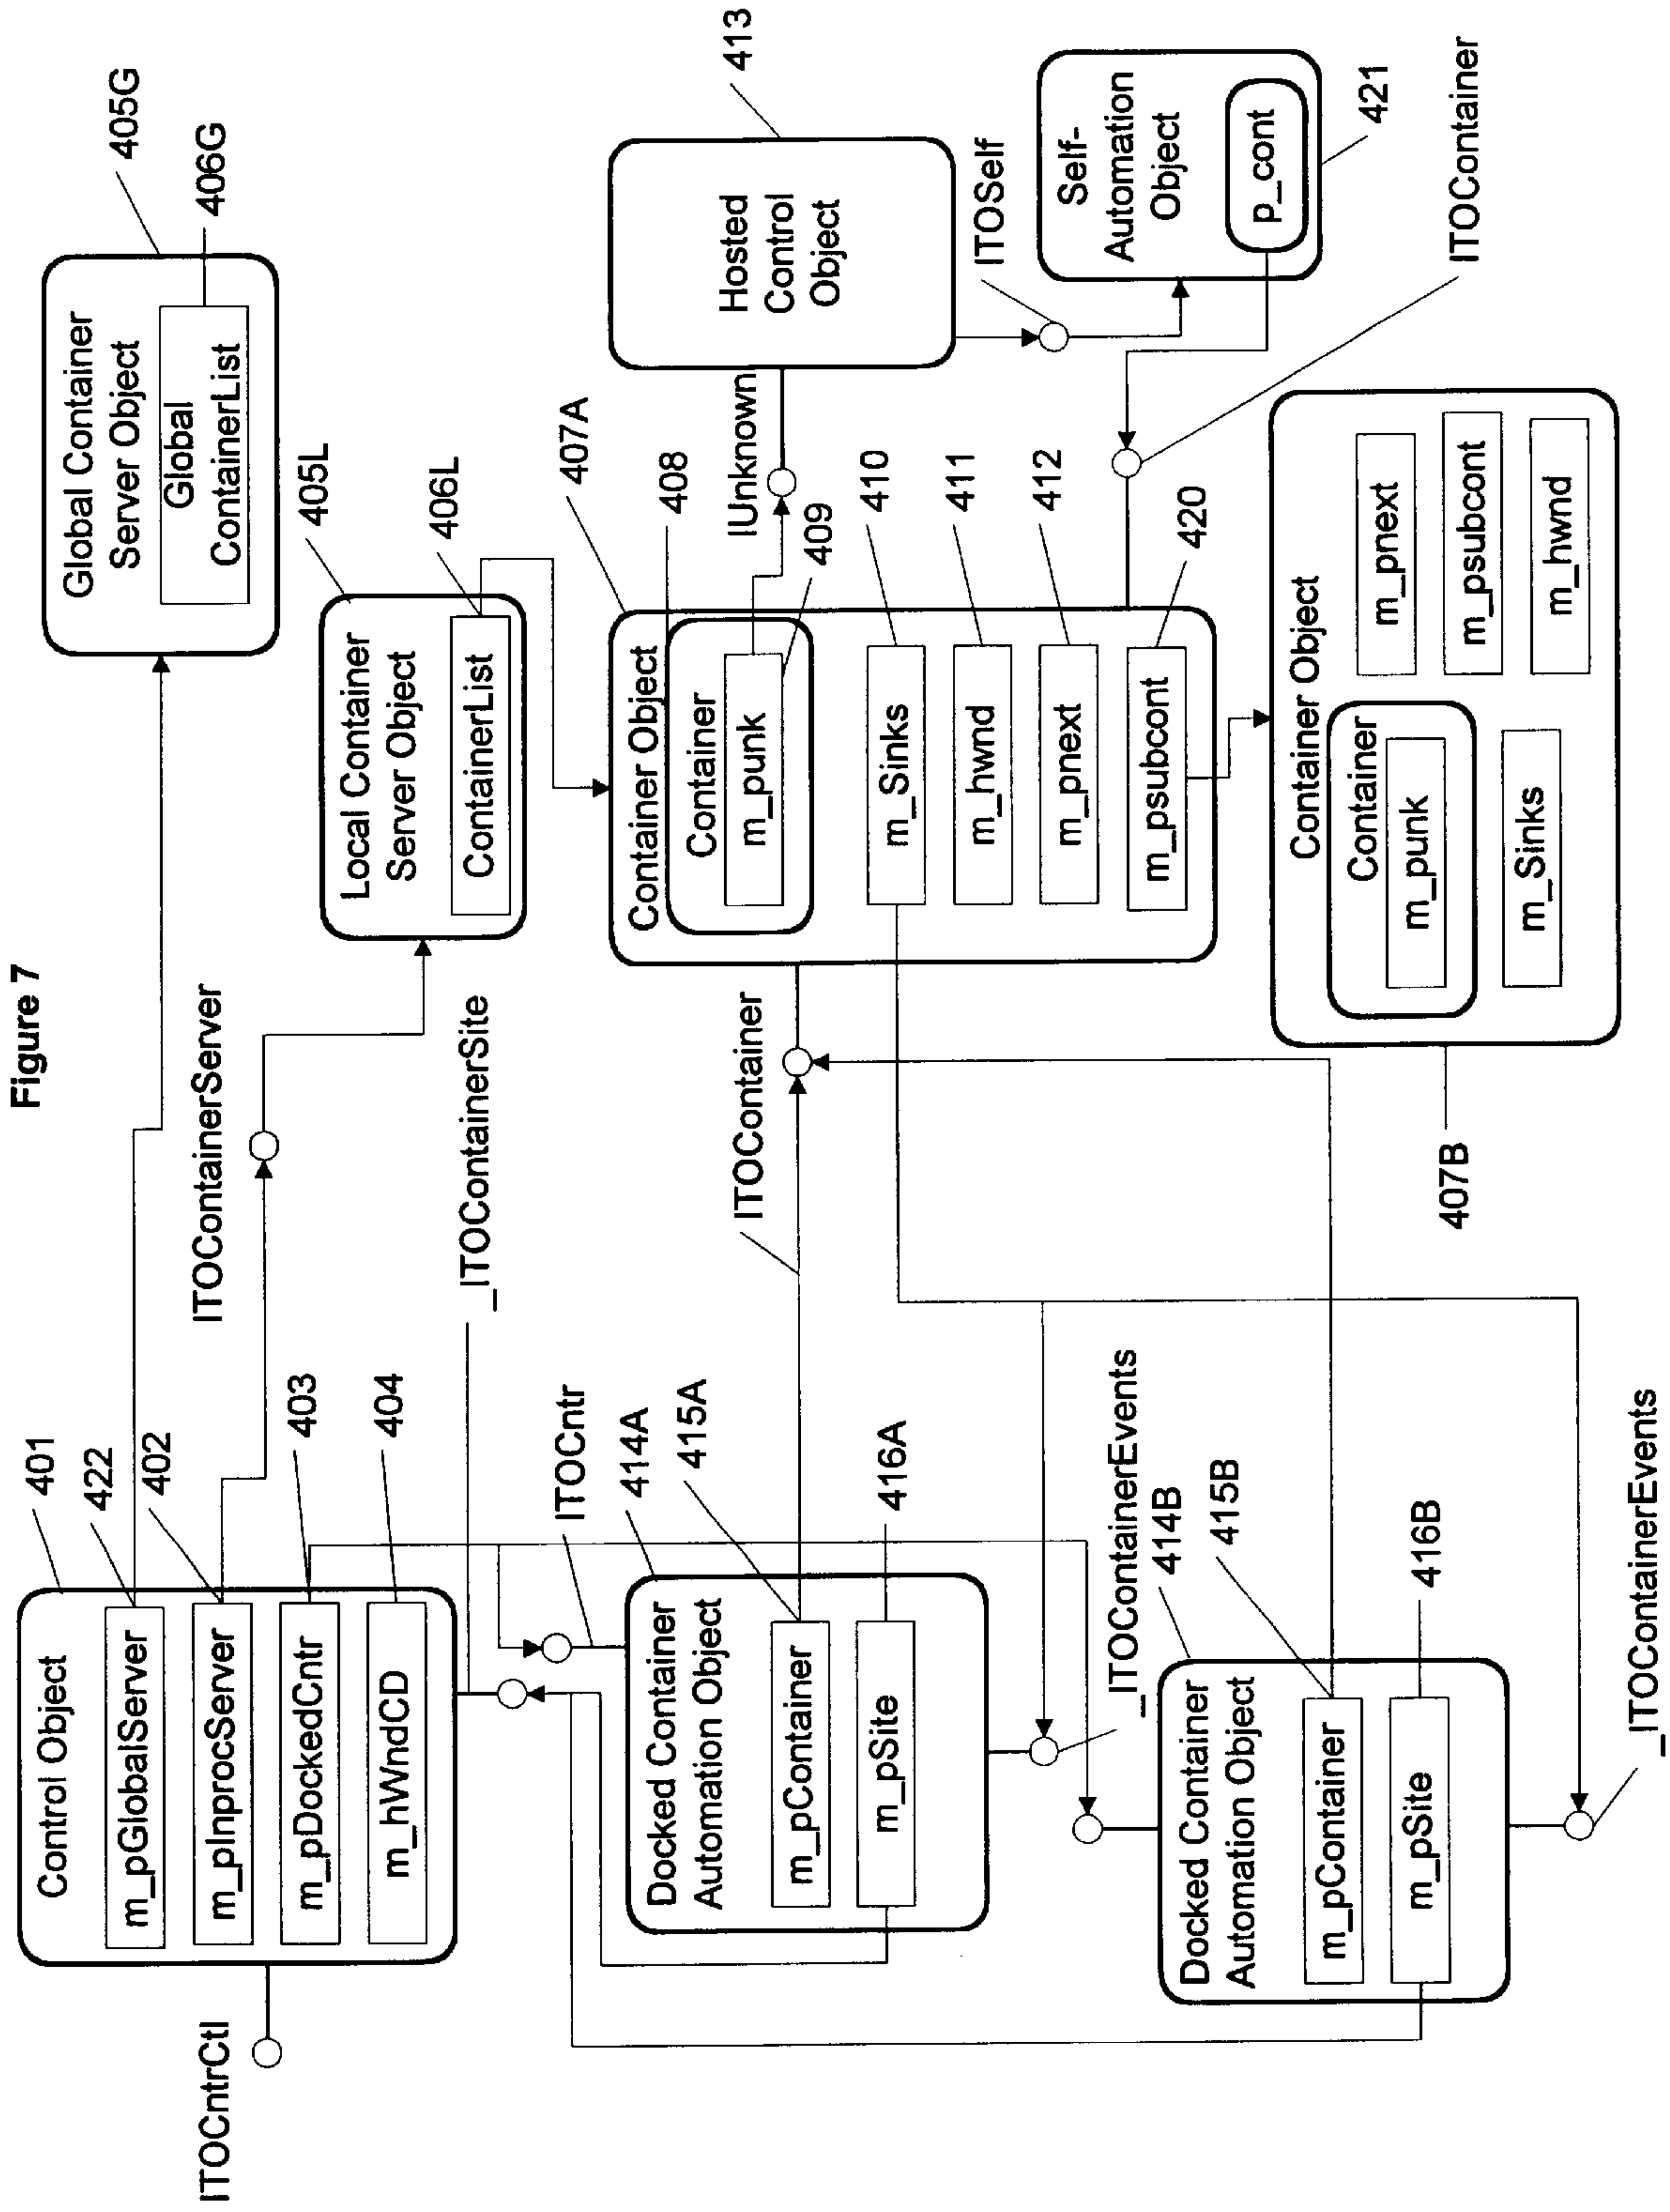 Figure 7
Control Object
m_pGlobalServer
m_pInprocServer
m_pDockedCntr
m_hWndCD
401
422
402
403
404
ITOCntrCtl
ITOContainerServer
_ITOContainerSite
Global Container
Server Object
Global
ContainerList
405G
406G
Local Container
Server Object
ContainerList
405L
406L
ITOCntr
Docked Container
Automation Object
m_pContainer
m_pSite
414A
415A
416A
ITOContainer
Container Object
Container
m_punk
m_Sinks
m_hwnd
m_pnext
m_psubcont
407A
408
409
410
411
412
420
IUnknown
Hosted
Control
Object
413
ITOSelf
Self-
Automation
Object
p_cont
421
ITOContainer
_ITOContainerEvents
Docked Container
Automation Object
m_pContainer
m_pSite
414B
415B
416B
_ITOContainerEvents
Container Object
Container
m_punk
m_Sinks
m_pnext
m_psubcont
m_hwnd
407B